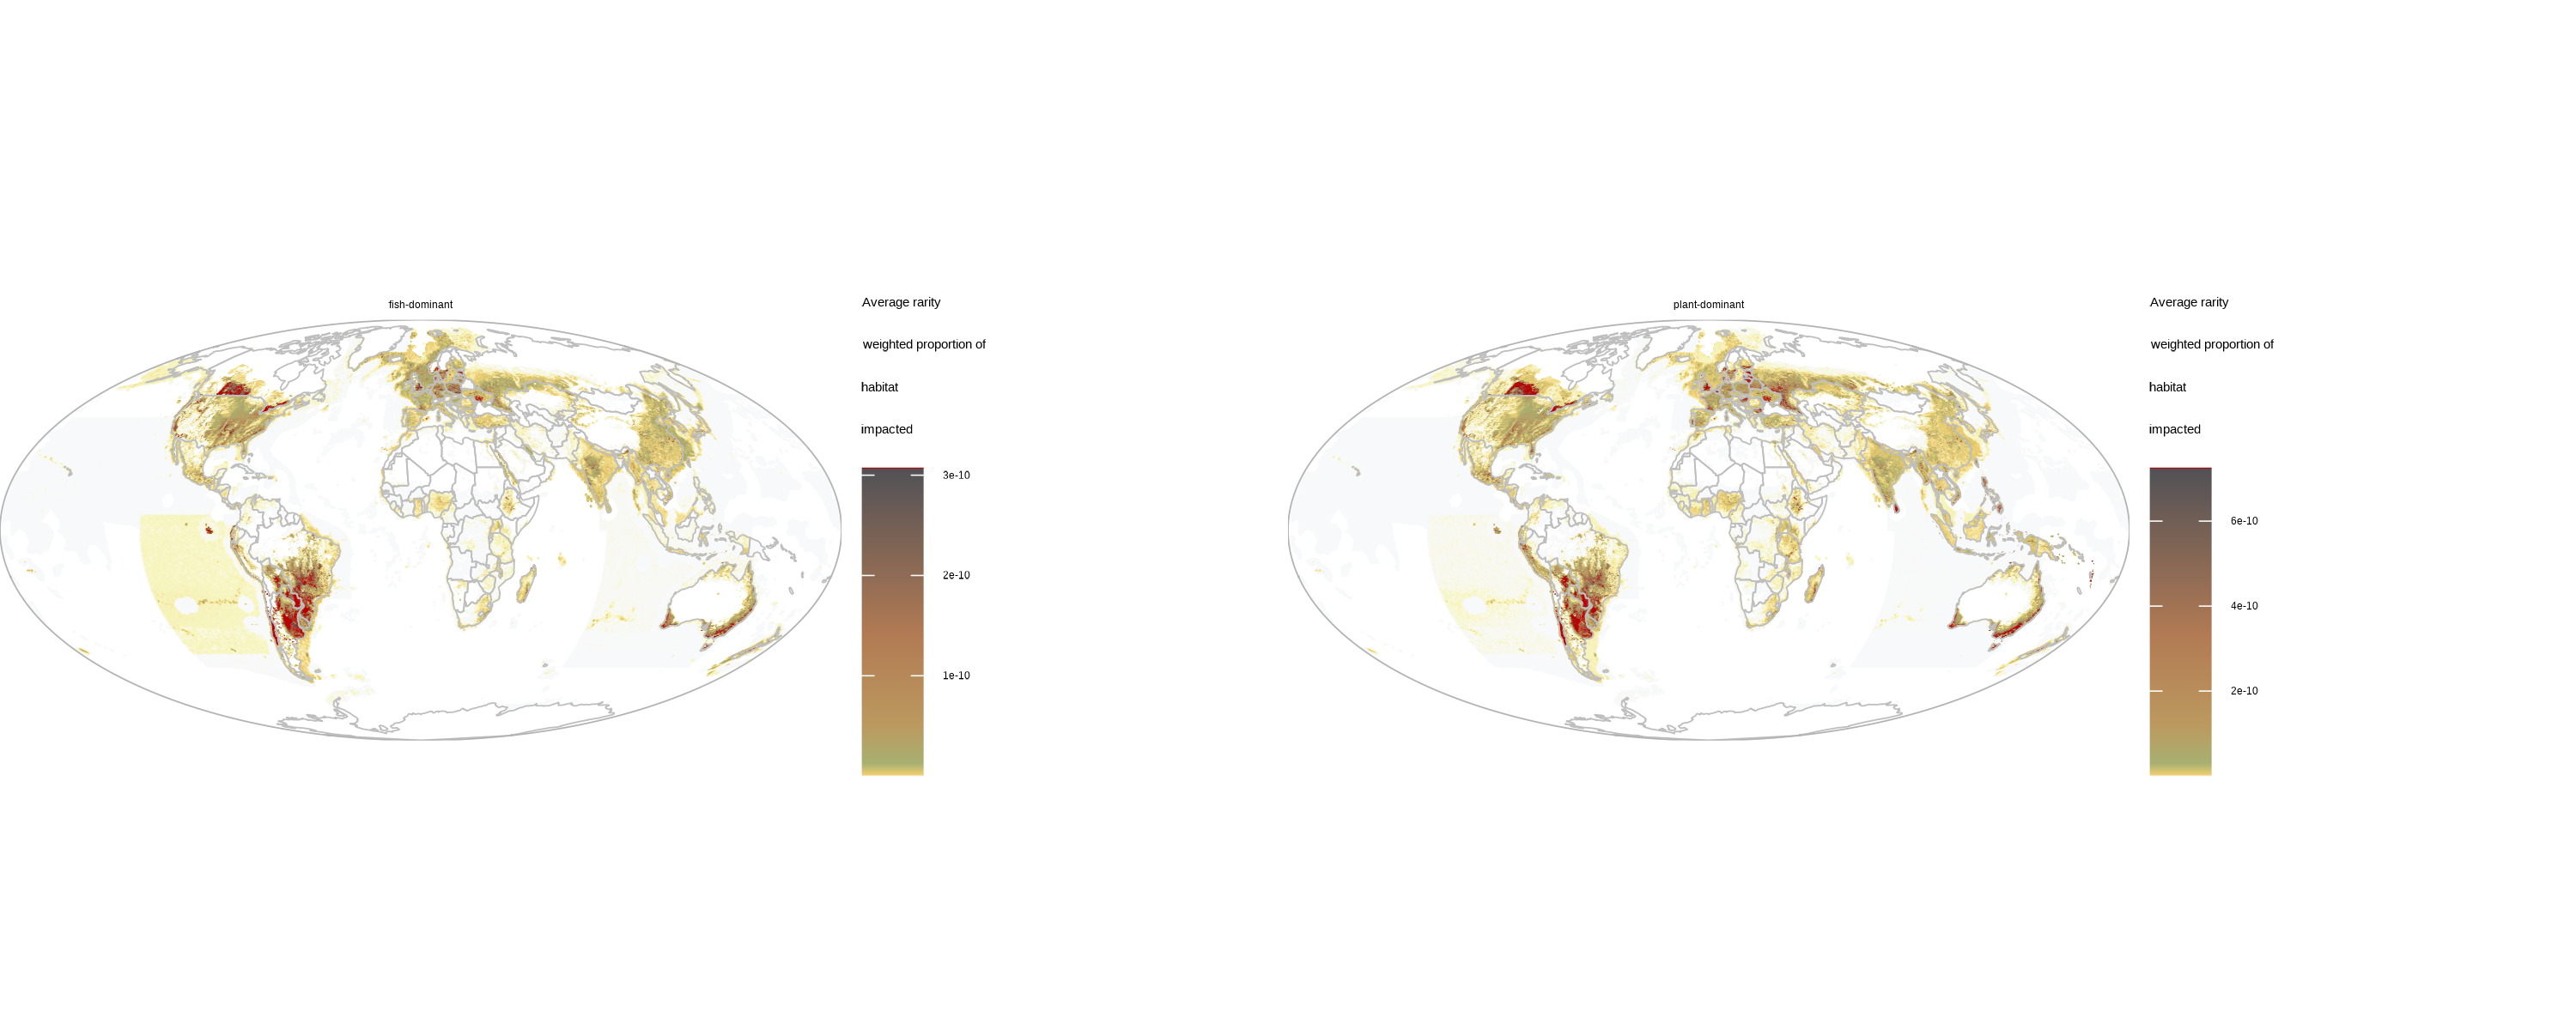 fish-dominant
Average rarity
weighted proportion of
habitat
impacted
3e-10
2e-10
1e-10
plant-dominant
Average rarity
weighted proportion of
habitat
impacted
6e-10
4e-10
2e-10